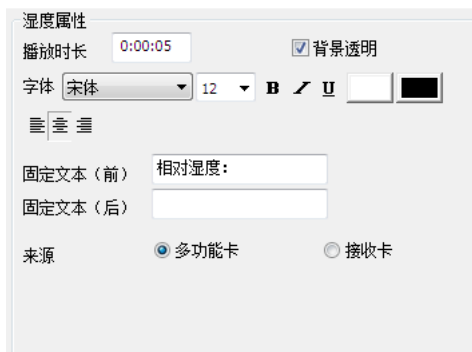 湿度属性
播放时长 0:00:05 背景透明
字体 宋体 12 B I U
固定文本（前） 相对湿度：
固定文本（后）
来源 多功能卡 接收卡